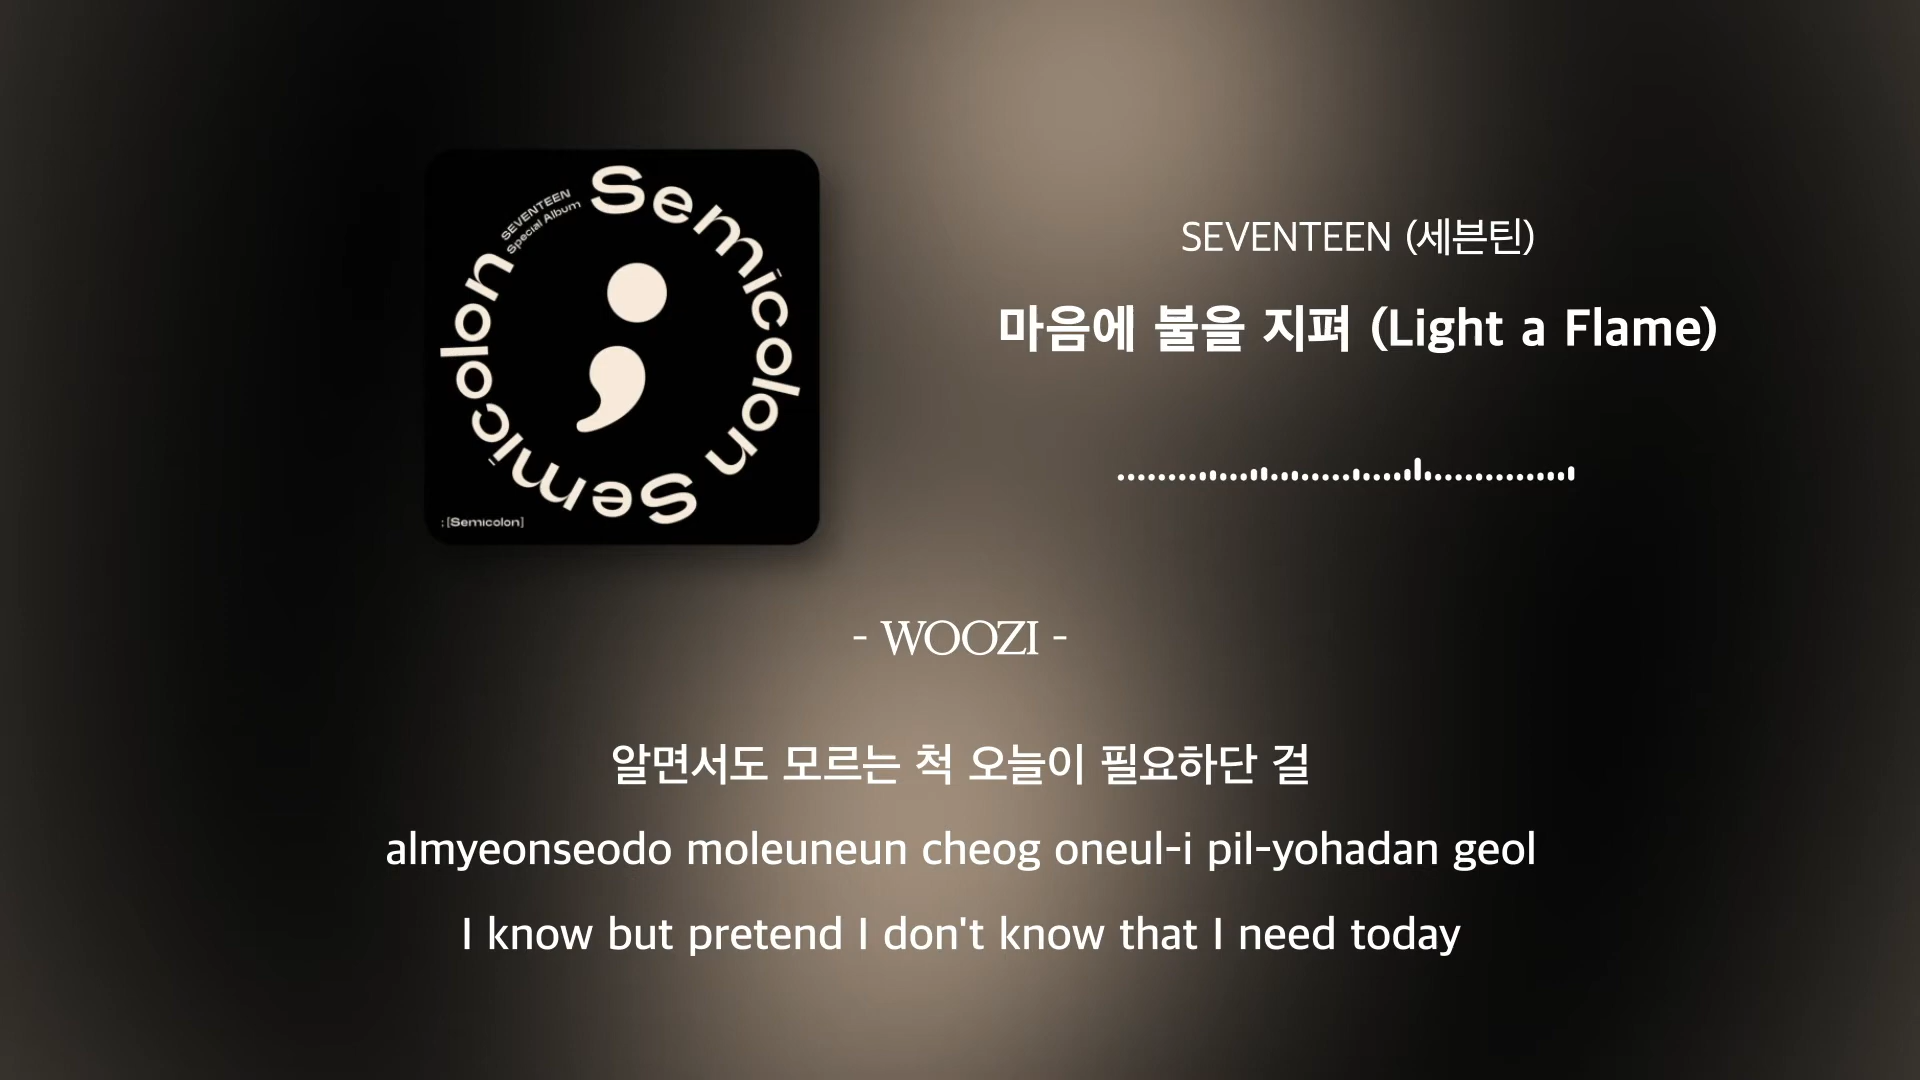 SEVENTEEN
Special Album
Semicolon
Semicolon
; [Semicolon]
SEVENTEEN (세븐틴)
마음에 불을 지펴 (Light a Flame)
- WOOZI -
알면서도 모르는 척 오늘이 필요하단 걸
almyeonseodo moleuneun cheog oneul-i pil-yohadan geol
I know but pretend I don't know that I need today